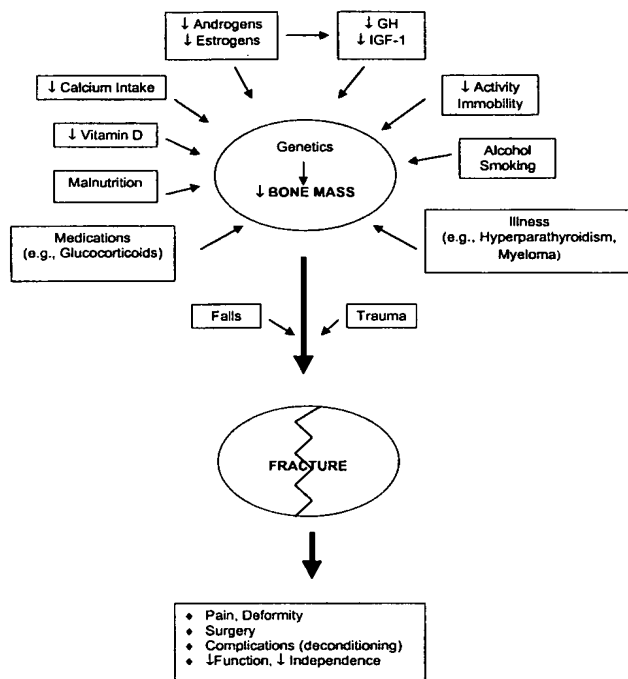 ↓ Androgens
↓ Estrogens
↓ GH
↓ IGF-1
↓ Calcium Intake
↓ Activity
Immobility
↓ Vitamin D
Genetics
Alcohol
Smoking
↓ BONE MASS
Malnutrition
Medications
(e.g., Glucocorticoids)
Illness
(e.g., Hyperparathyroidism,
Myeloma)
Falls
Trauma
FRACTURE
♦ Pain, Deformity
♦ Surgery
♦ Complications (deconditioning)
♦ ↓Function, ↓ Independence